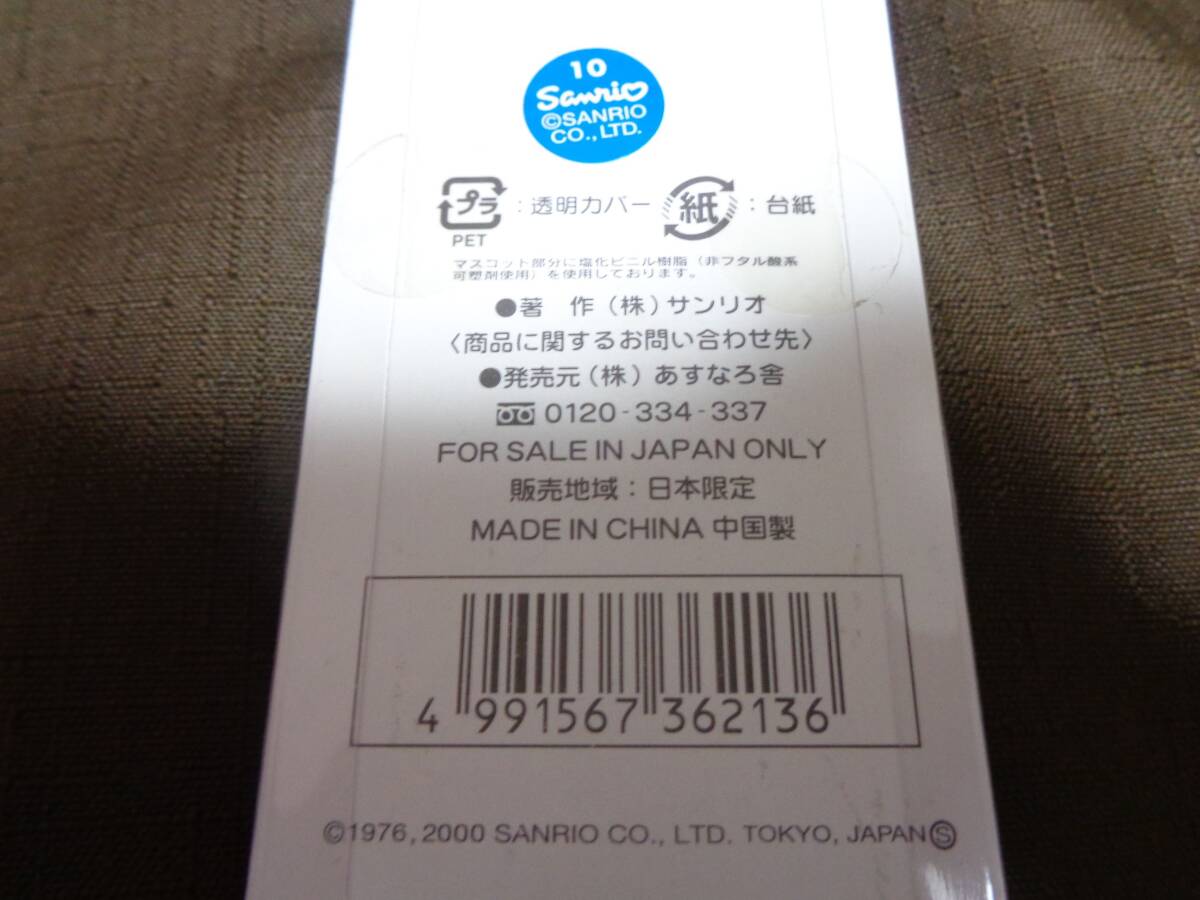 10
Sanrio
©SANRIO
CO., LTD.
プラ：透明カバー 紙：台紙
PET
マスコット部分に塩化ビニル樹脂（非フタル酸系
可塑剤使用）を使用しております。
●著　作（株）サンリオ
〈商品に関するお問い合わせ先〉
●発売元（株）あすなろ舎
0120-334-337
FOR SALE IN JAPAN ONLY
販売地域：日本限定
MADE IN CHINA 中国製
4 991567 362136
©1976, 2000 SANRIO CO., LTD. TOKYO, JAPAN Ⓢ